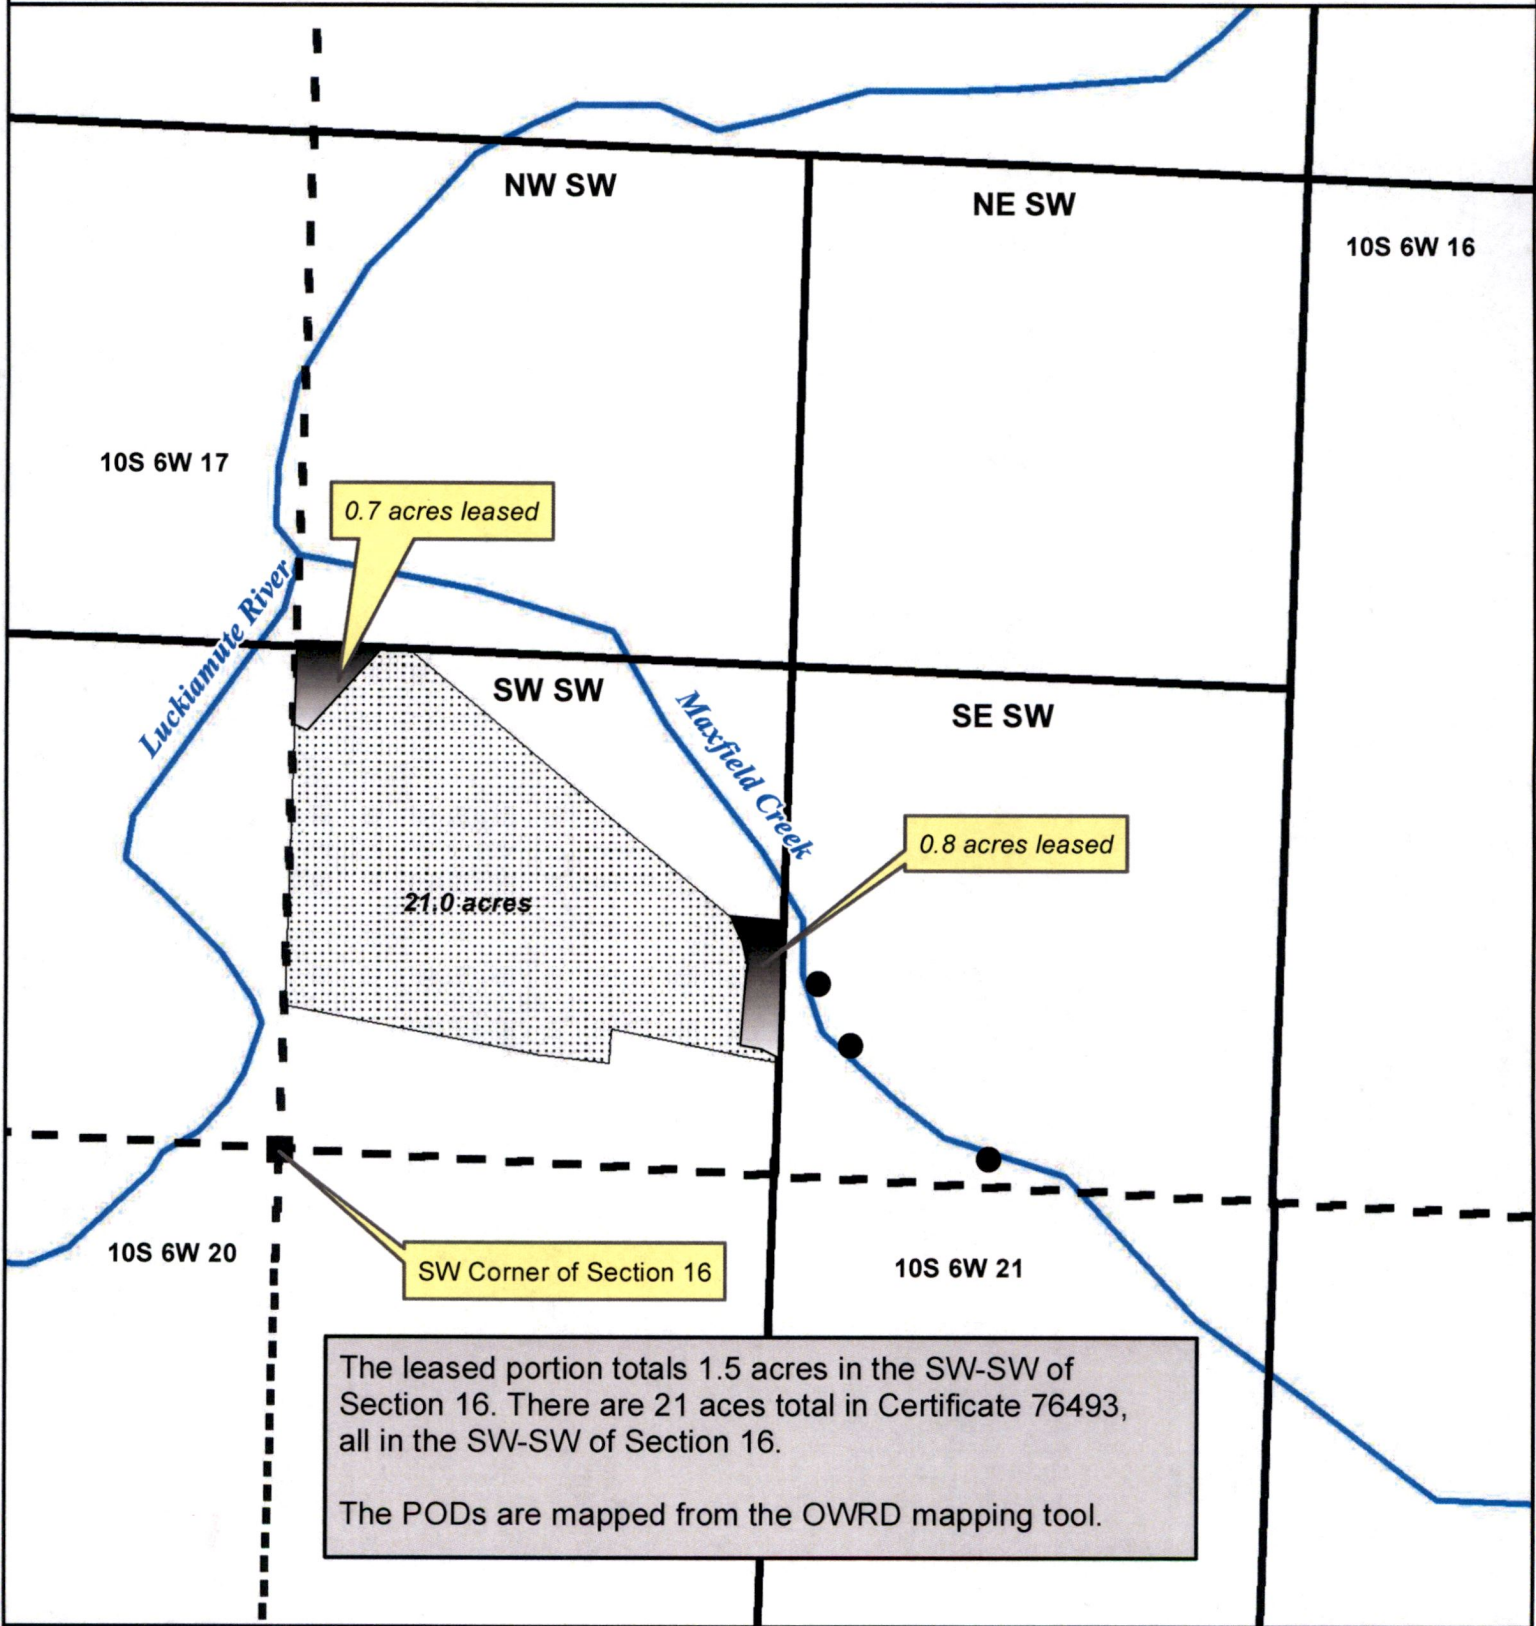 NW SW
NE SW
10S 6W 16
10S 6W 17
0.7 acres leased
Luckiamute River
SW SW
Maxfield Creek
SE SW
0.8 acres leased
21.0 acres
10S 6W 20
SW Corner of Section 16
10S 6W 21
The leased portion totals 1.5 acres in the SW-SW of
Section 16. There are 21 aces total in Certificate 76493,
all in the SW-SW of Section 16.
The PODs are mapped from the OWRD mapping tool.